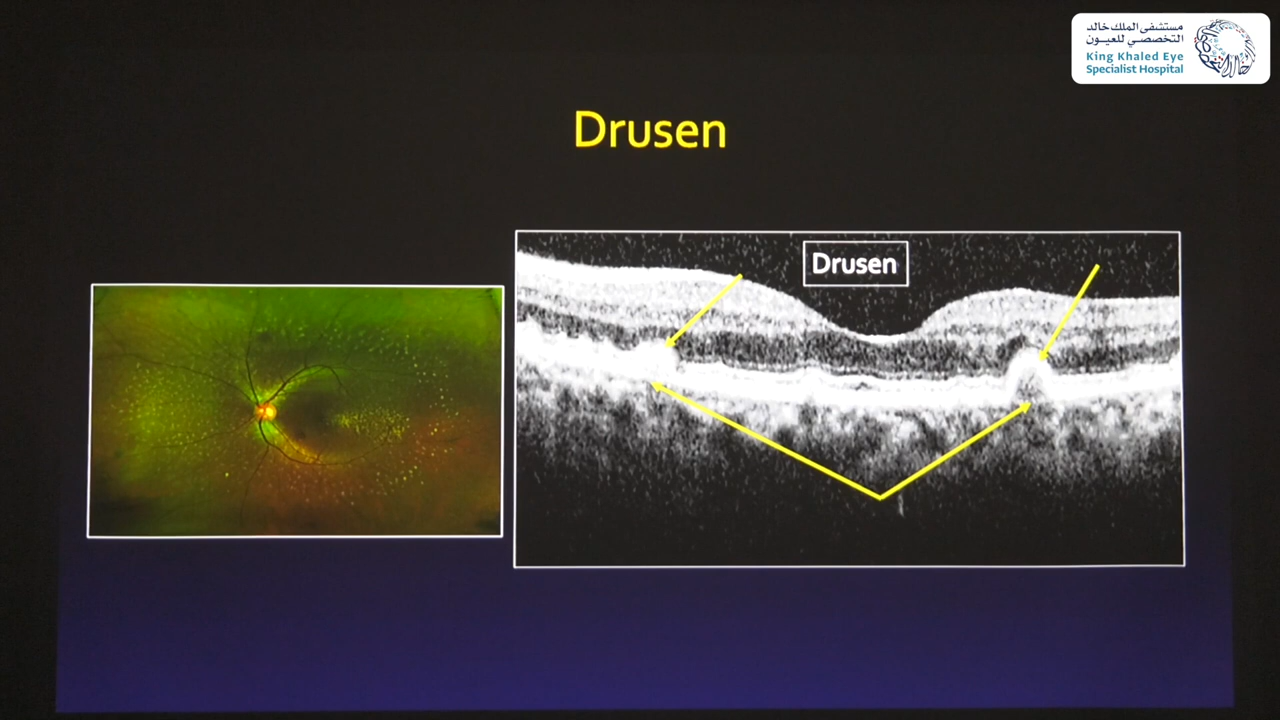 مستشفى الملك خالد
التخصصي للعيون
King Khaled Eye
Specialist Hospital
Drusen
Drusen